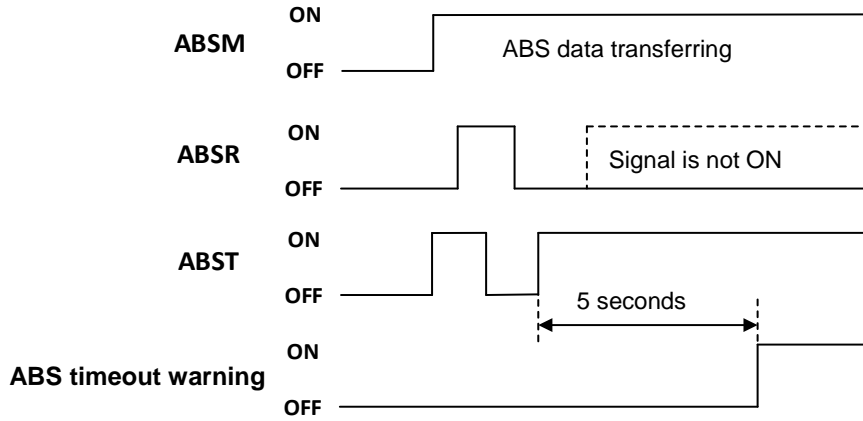 ON
ABSM
ABS data transferring
OFF
ON
ABSR
Signal is not ON
OFF
ON
ABST
OFF
5 seconds
ON
ABS timeout warning
OFF